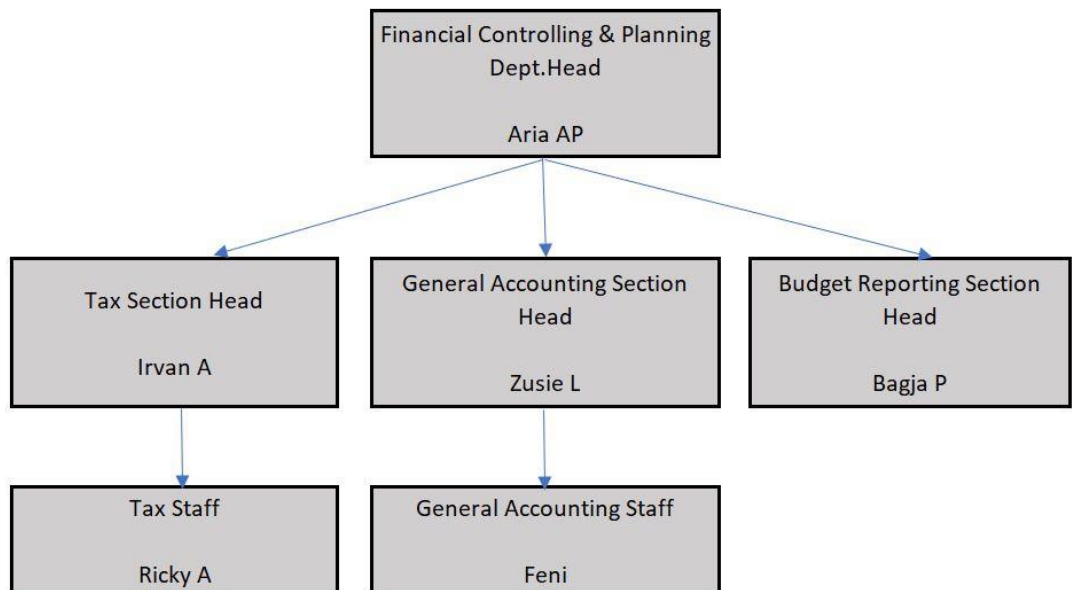 Financial Controlling & Planning
Dept.Head
Aria AP
Tax Section Head
Irvan A
General Accounting Section
Head
Zusie L
Budget Reporting Section
Head
Bagja P
Tax Staff
Ricky A
General Accounting Staff
Feni